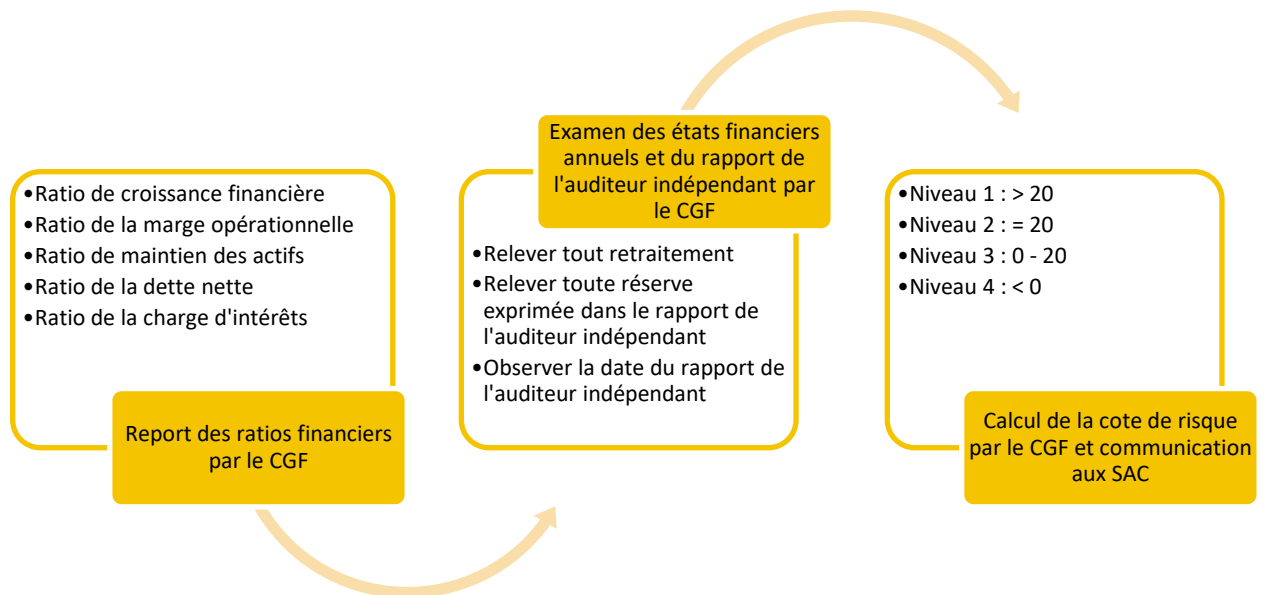 •Ratio de croissance financière
•Ratio de la marge opérationnelle
•Ratio de maintien des actifs
•Ratio de la dette nette
•Ratio de la charge d'intérêts
Report des ratios financiers
par le CGF
Examen des états financiers
annuels et du rapport de
l'auditeur indépendant par
le CGF
•Relever tout retraitement
•Relever toute réserve
exprimée dans le rapport de
l'auditeur indépendant
•Observer la date du rapport de
l'auditeur indépendant
•Niveau 1 : > 20
•Niveau 2 : = 20
•Niveau 3 : 0 - 20
•Niveau 4 : < 0
Calcul de la cote de risque
par le CGF et communication
aux SAC